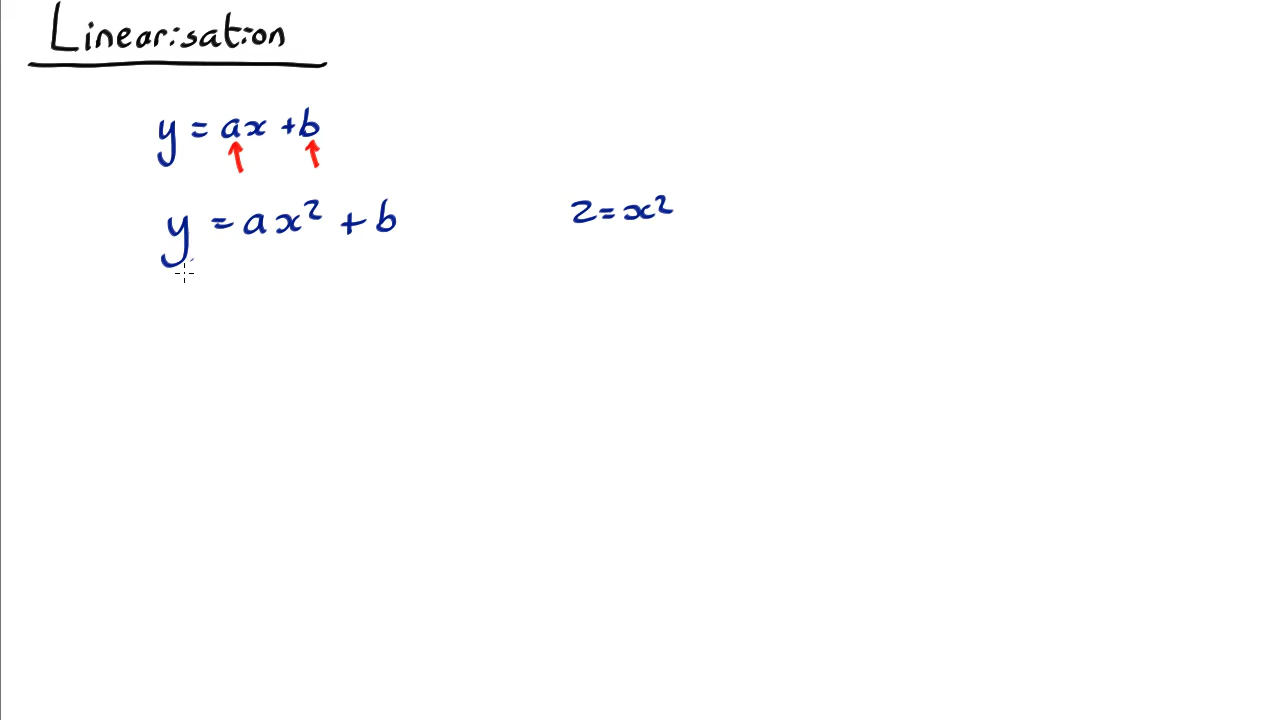 Linearisation
y = ax + b
y = ax² + b
z = x²